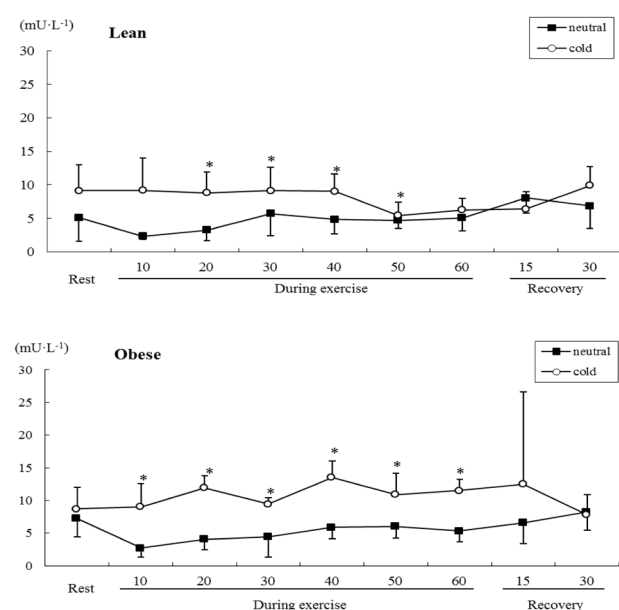 (mU·L-1)
Lean
neutral
cold
30
25
20
15
10
5
0
* * * *
Rest 10 20 30 40 50 60 15 30
During exercise Recovery
(mU·L-1)
Obese
neutral
cold
30
25
20
15
10
5
0
* * * * * *
Rest 10 20 30 40 50 60 15 30
During exercise Recovery